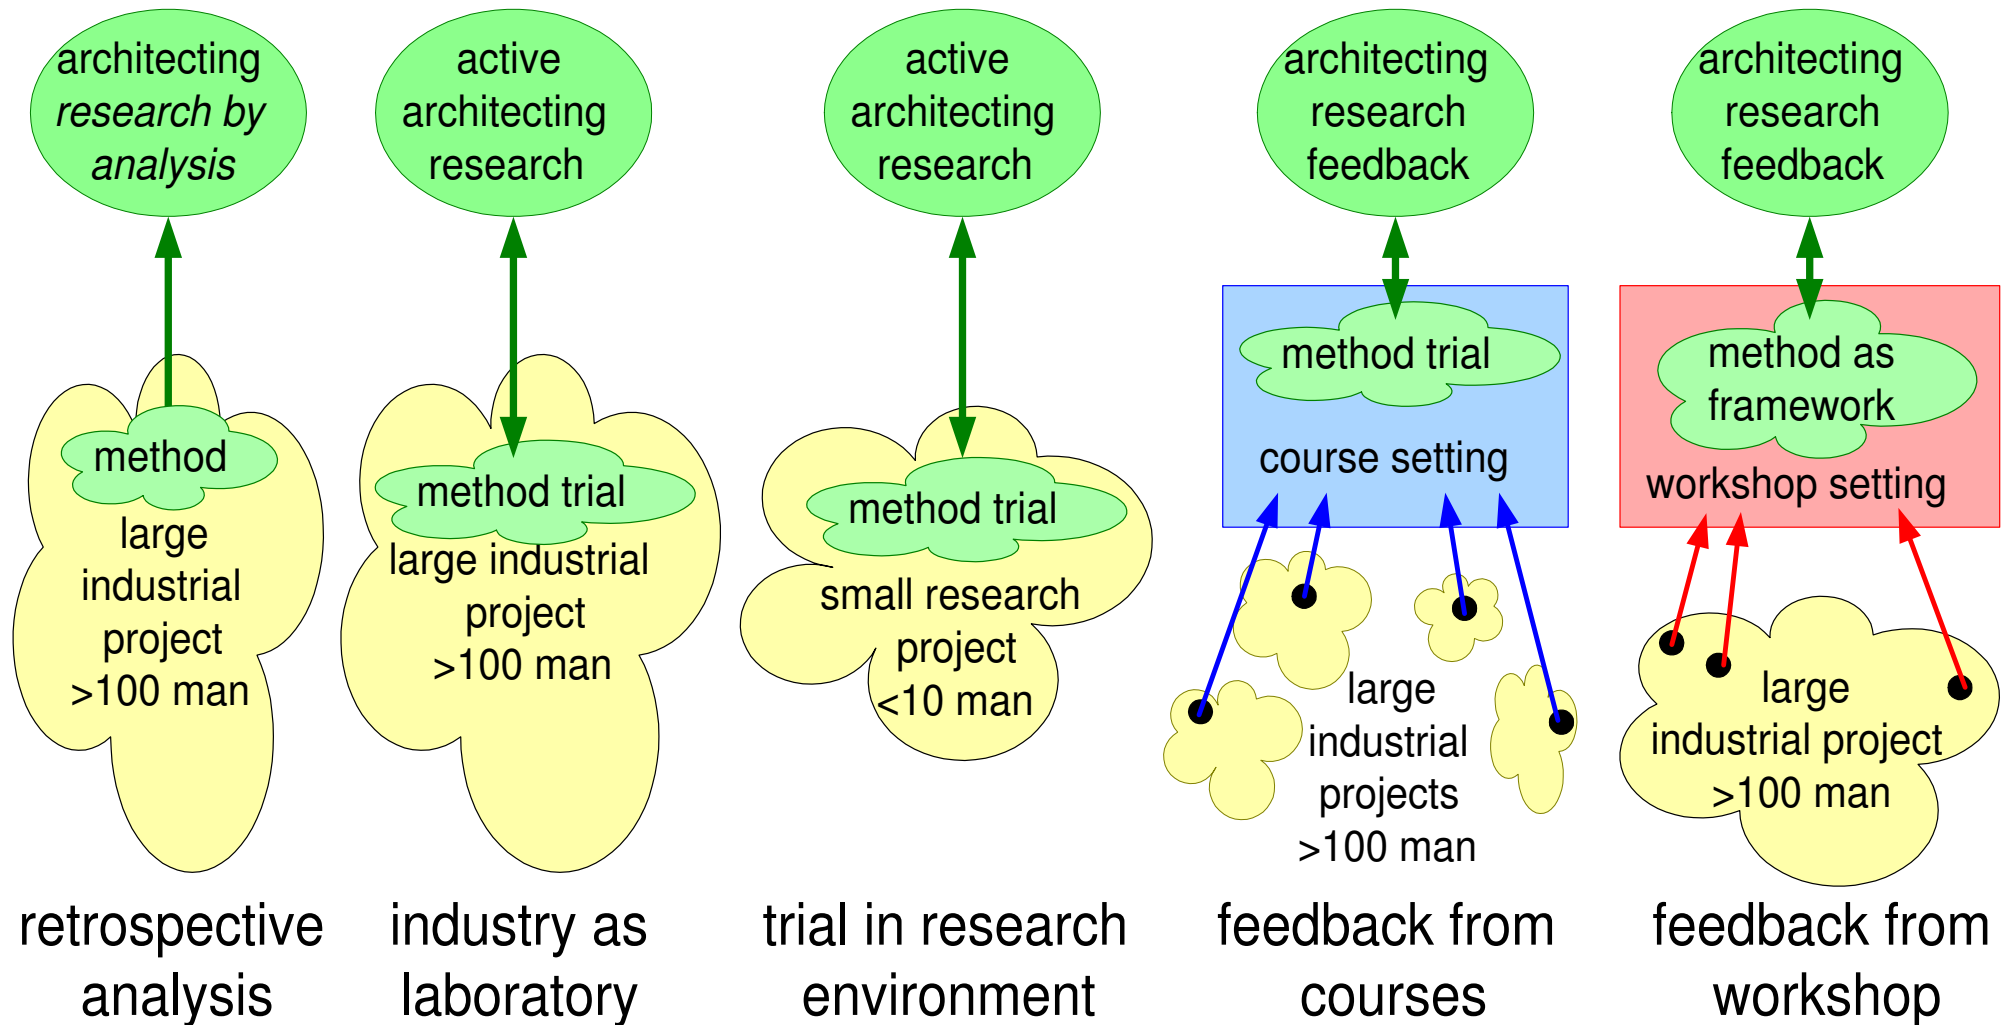 architecting
research by
analysis
method
large
industrial
project
>100 man
retrospective
analysis
active
architecting
research
method trial
large industrial
project
>100 man
industry as
laboratory
active
architecting
research
method trial
small research
project
<10 man
trial in research
environment
architecting
research
feedback
method trial
course setting
large
industrial
projects
>100 man
feedback from
courses
architecting
research
feedback
method as
framework
workshop setting
large
industrial project
>100 man
feedback from
workshop